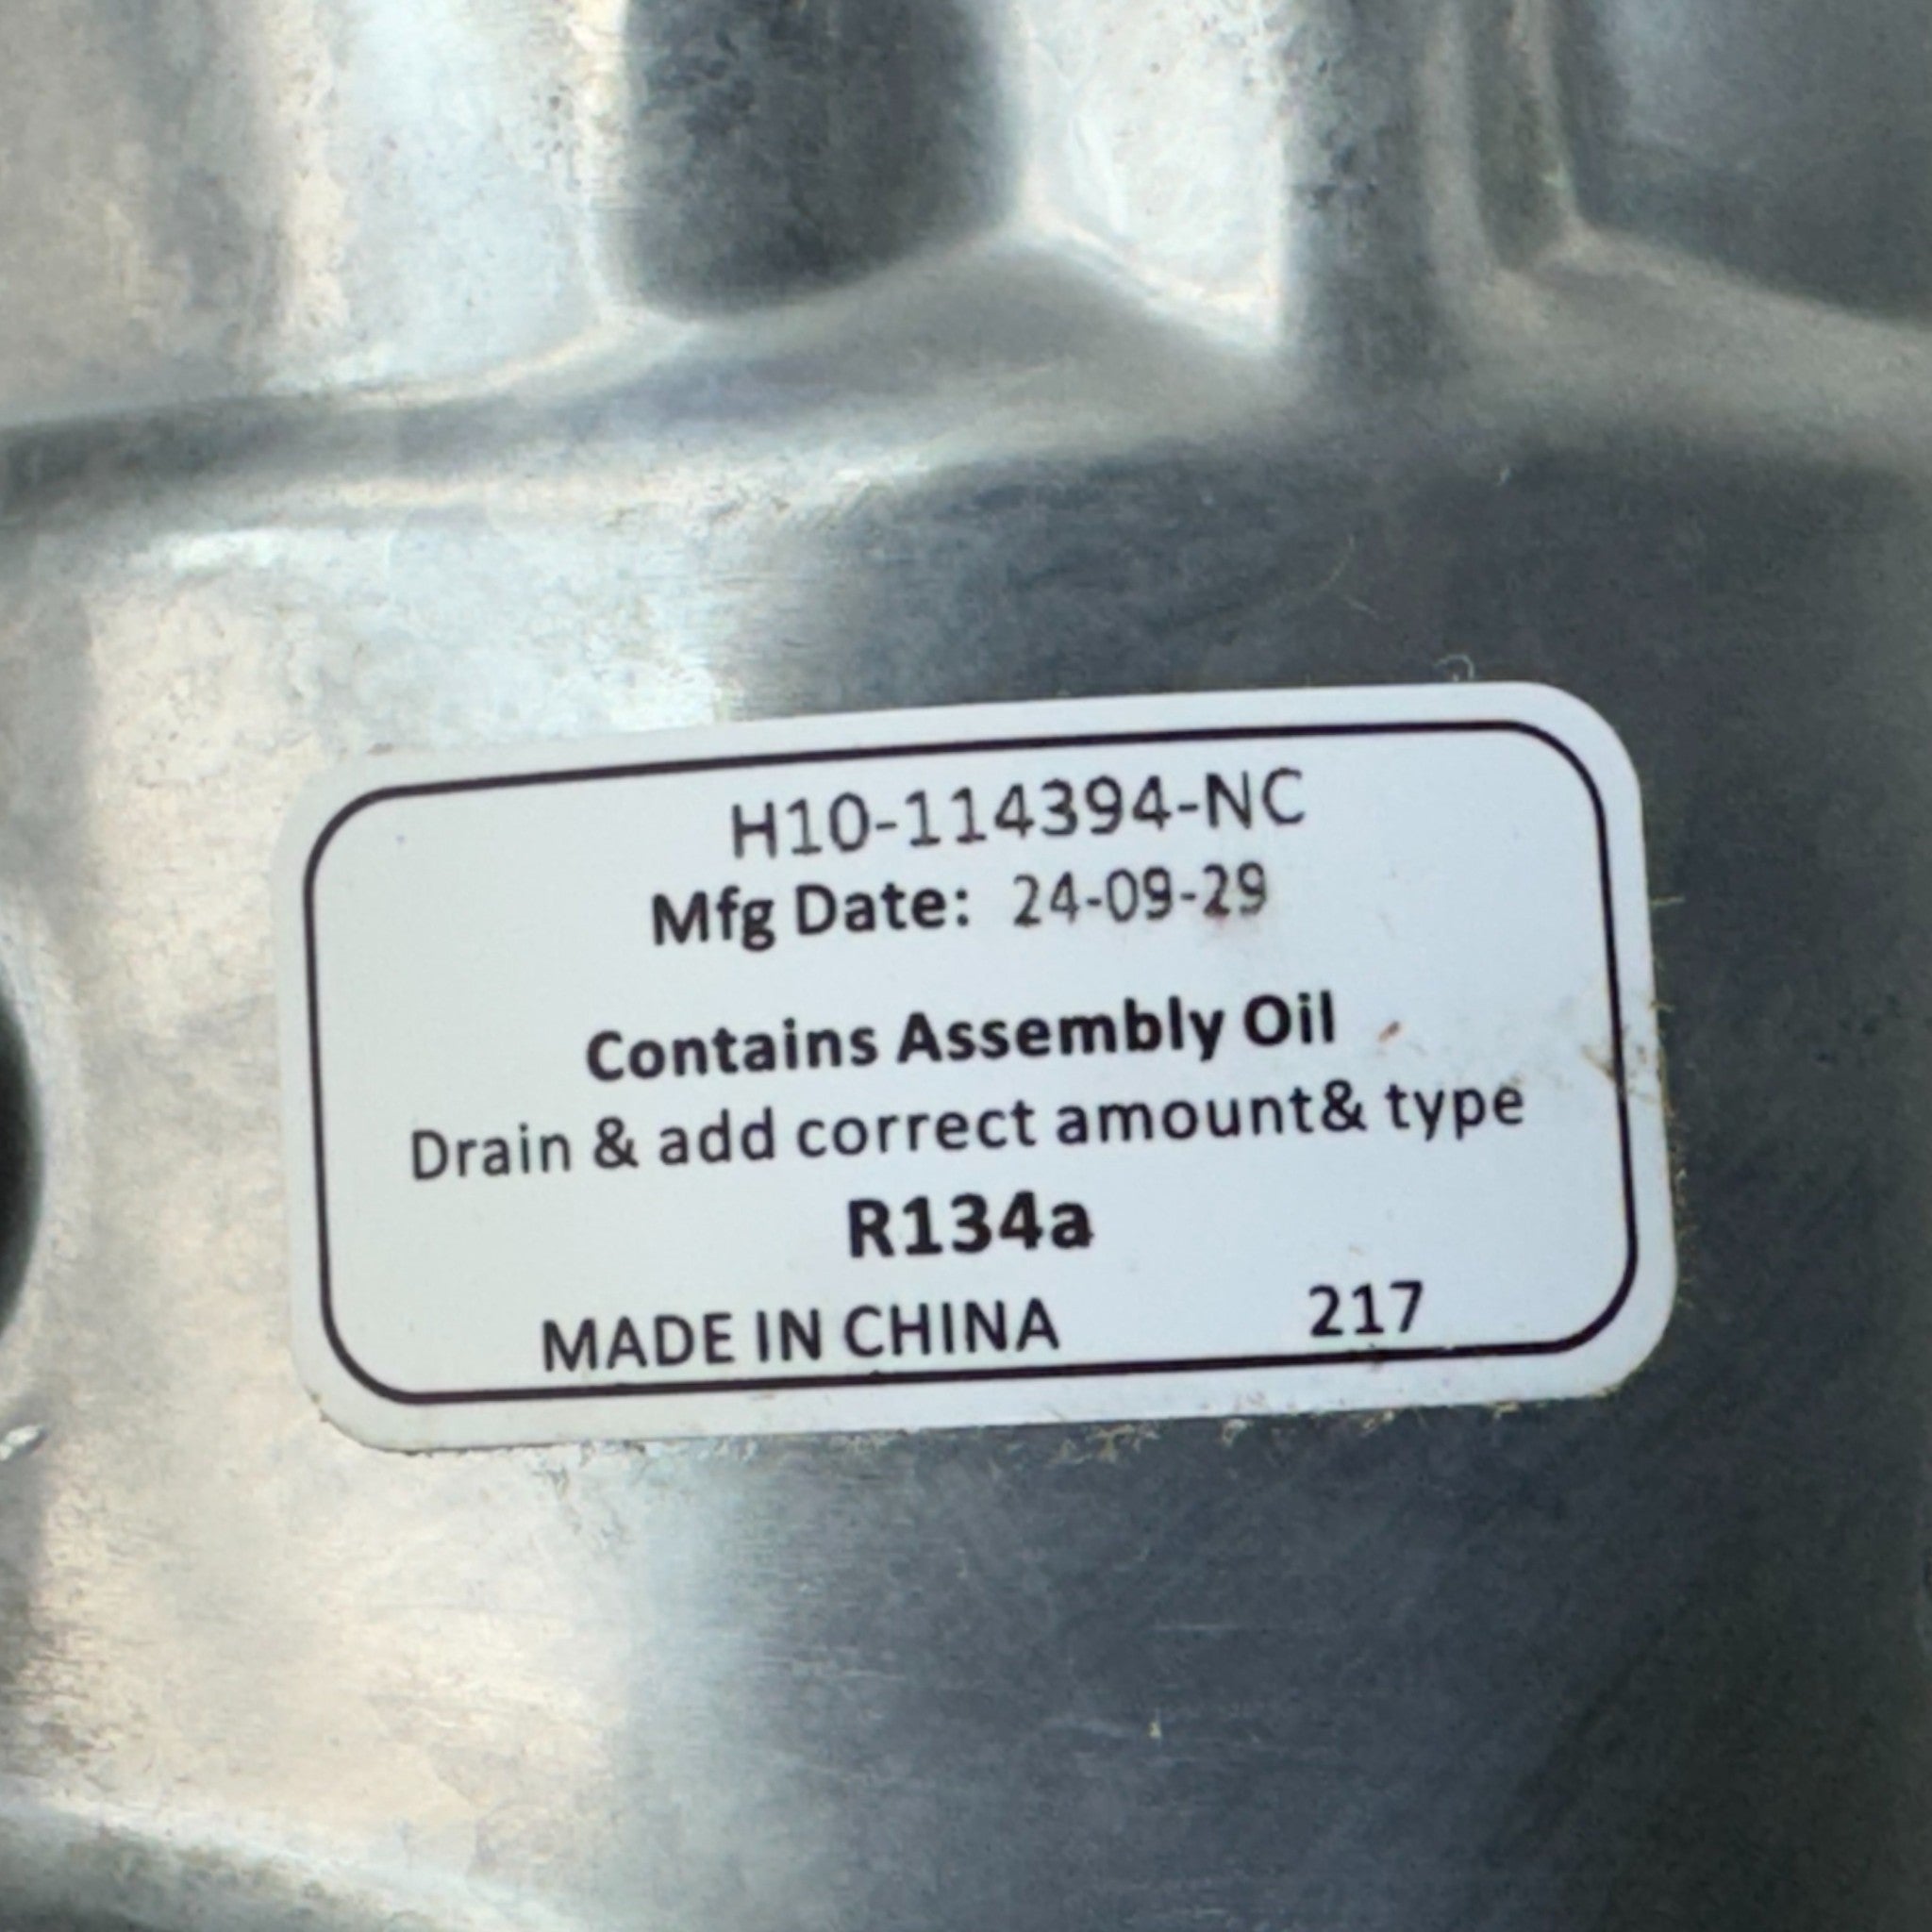 H10-114394-NC
Mfg Date: 24-09-29
Contains Assembly Oil
Drain & add correct amount& type
R134a
MADE IN CHINA 217